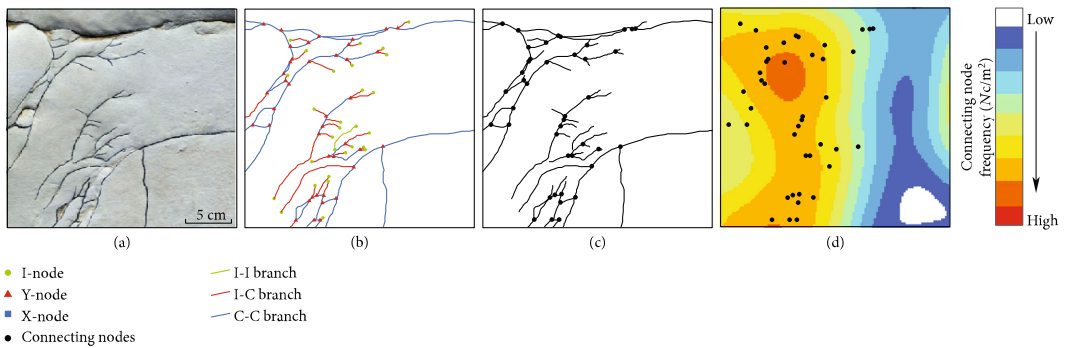 5 cm
(a)
(b)
(c)
(d)
Connecting node
frequency (Nc/m²)
Low
High
I-node
Y-node
X-node
Connecting nodes
I-I branch
I-C branch
C-C branch